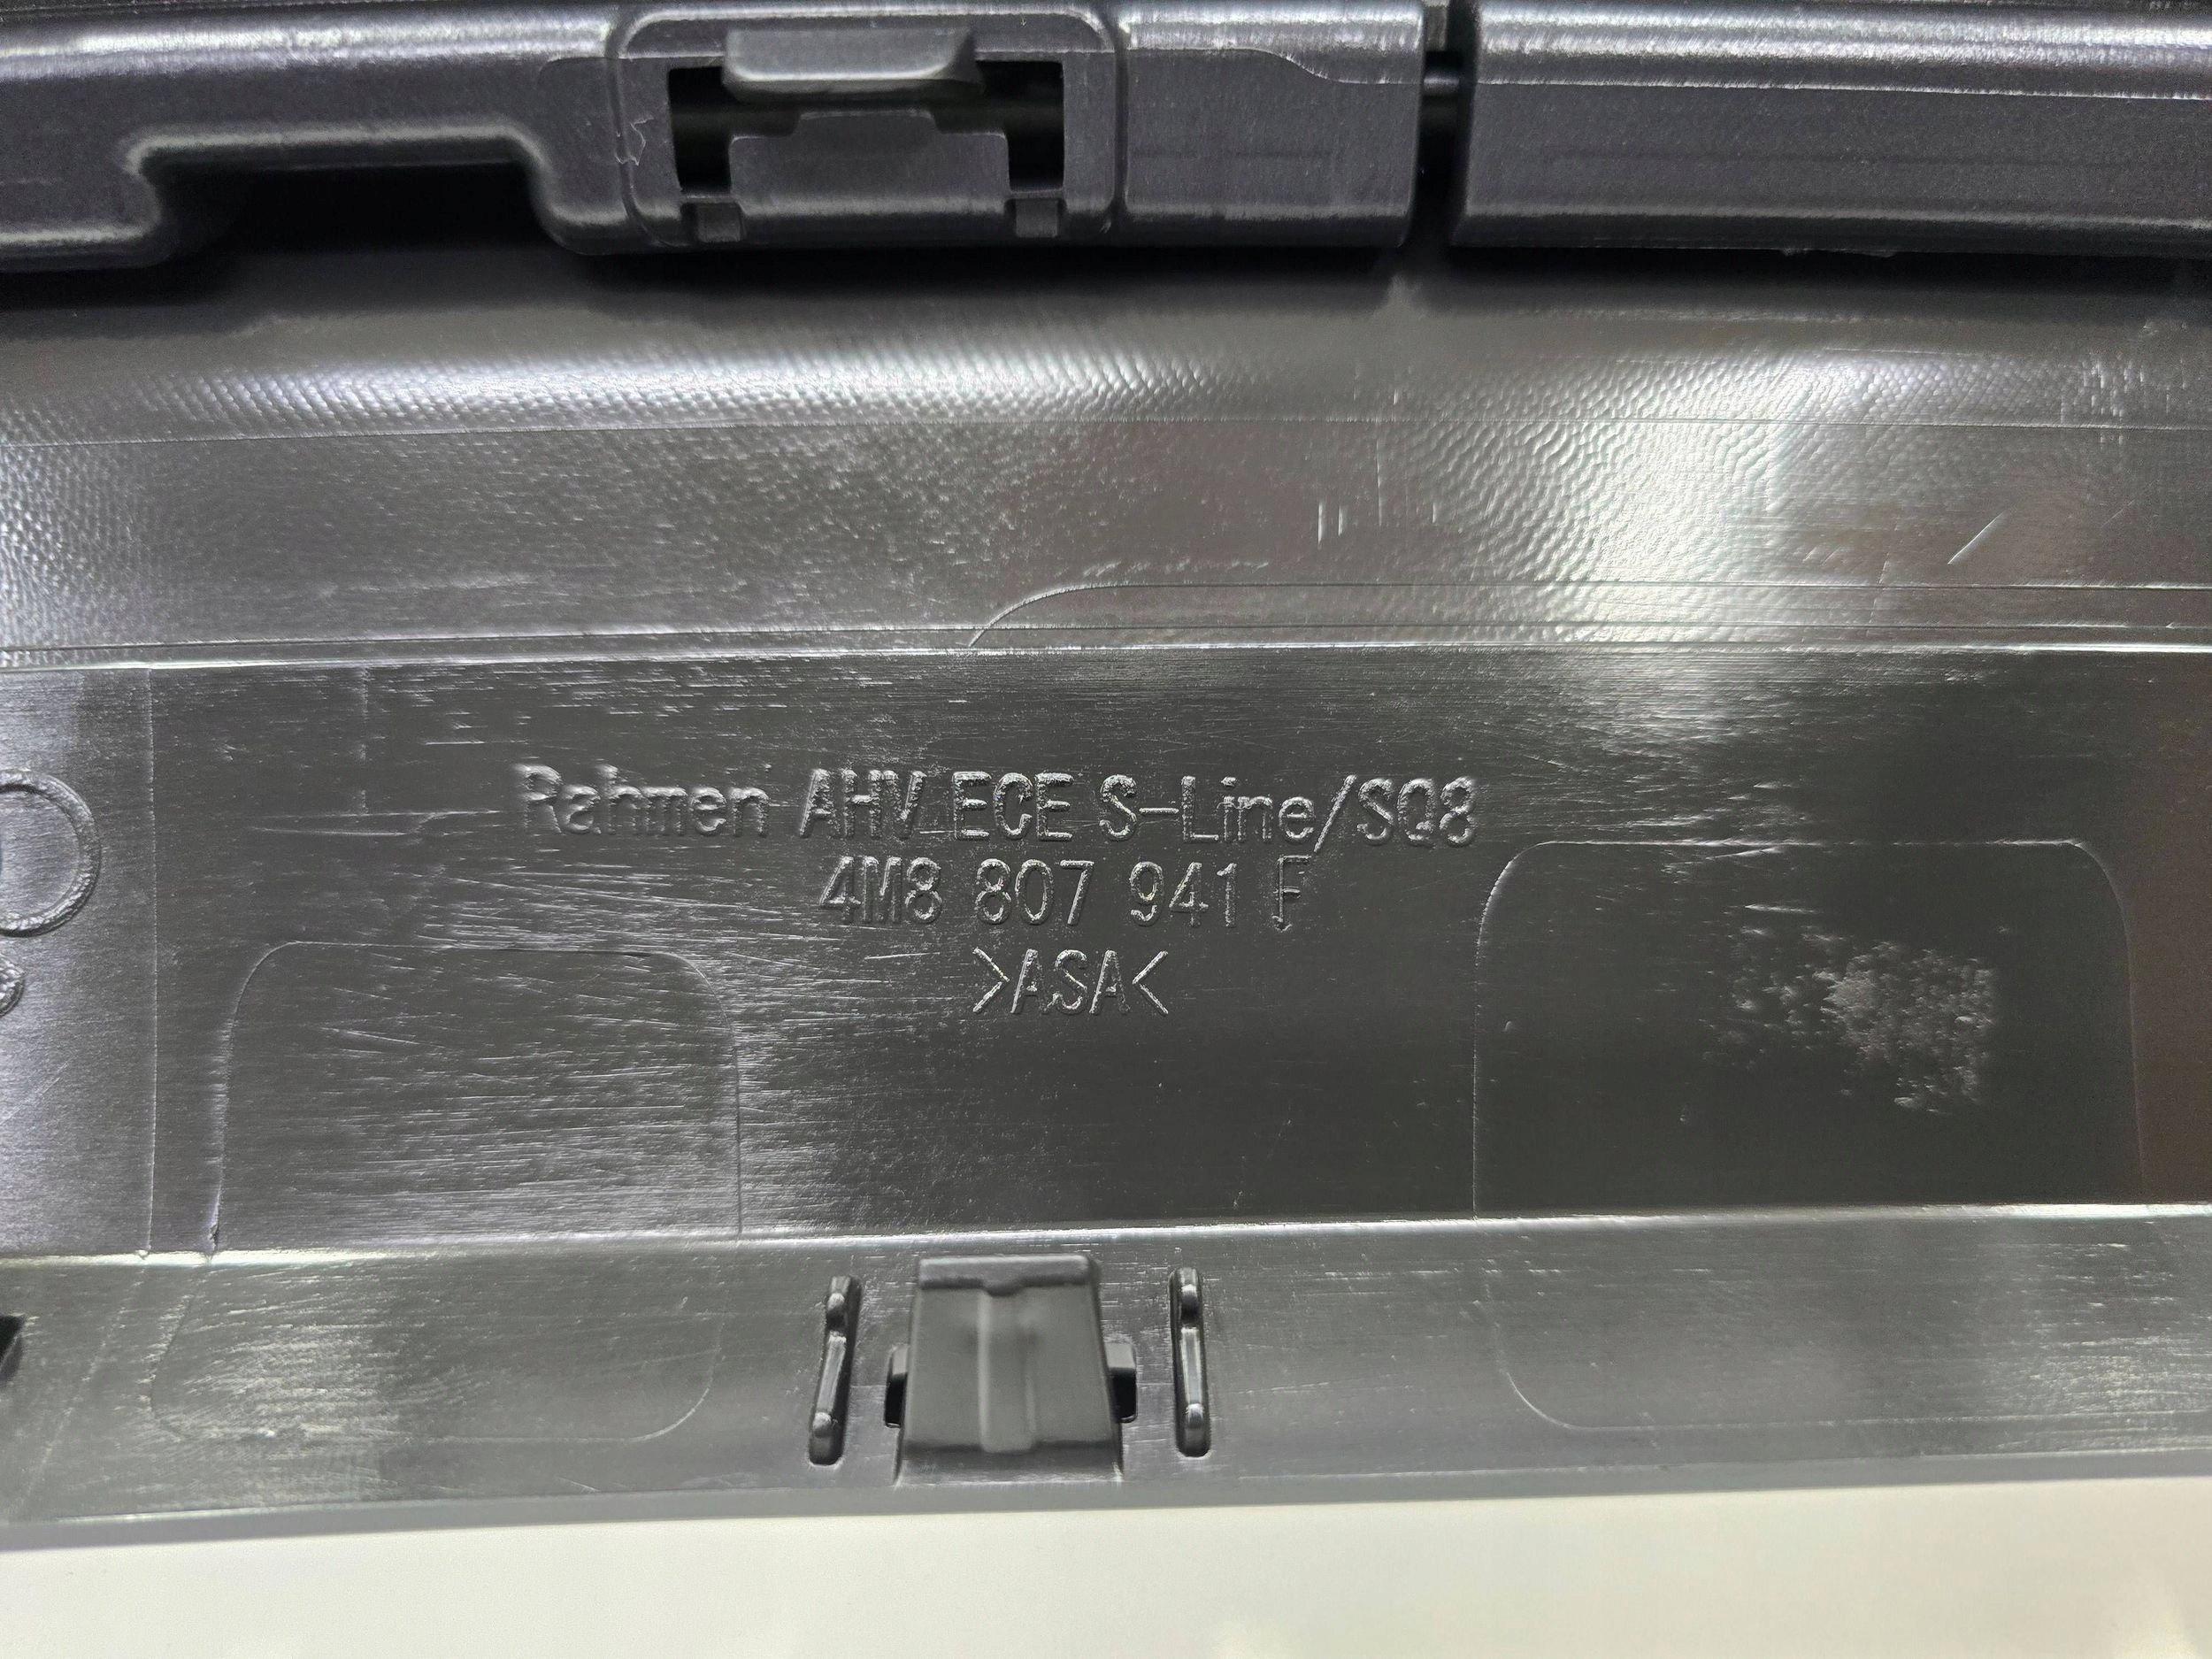 Rahmen AHV ECE S-Line/SQ8
4M8 807 941 F
>ASA<